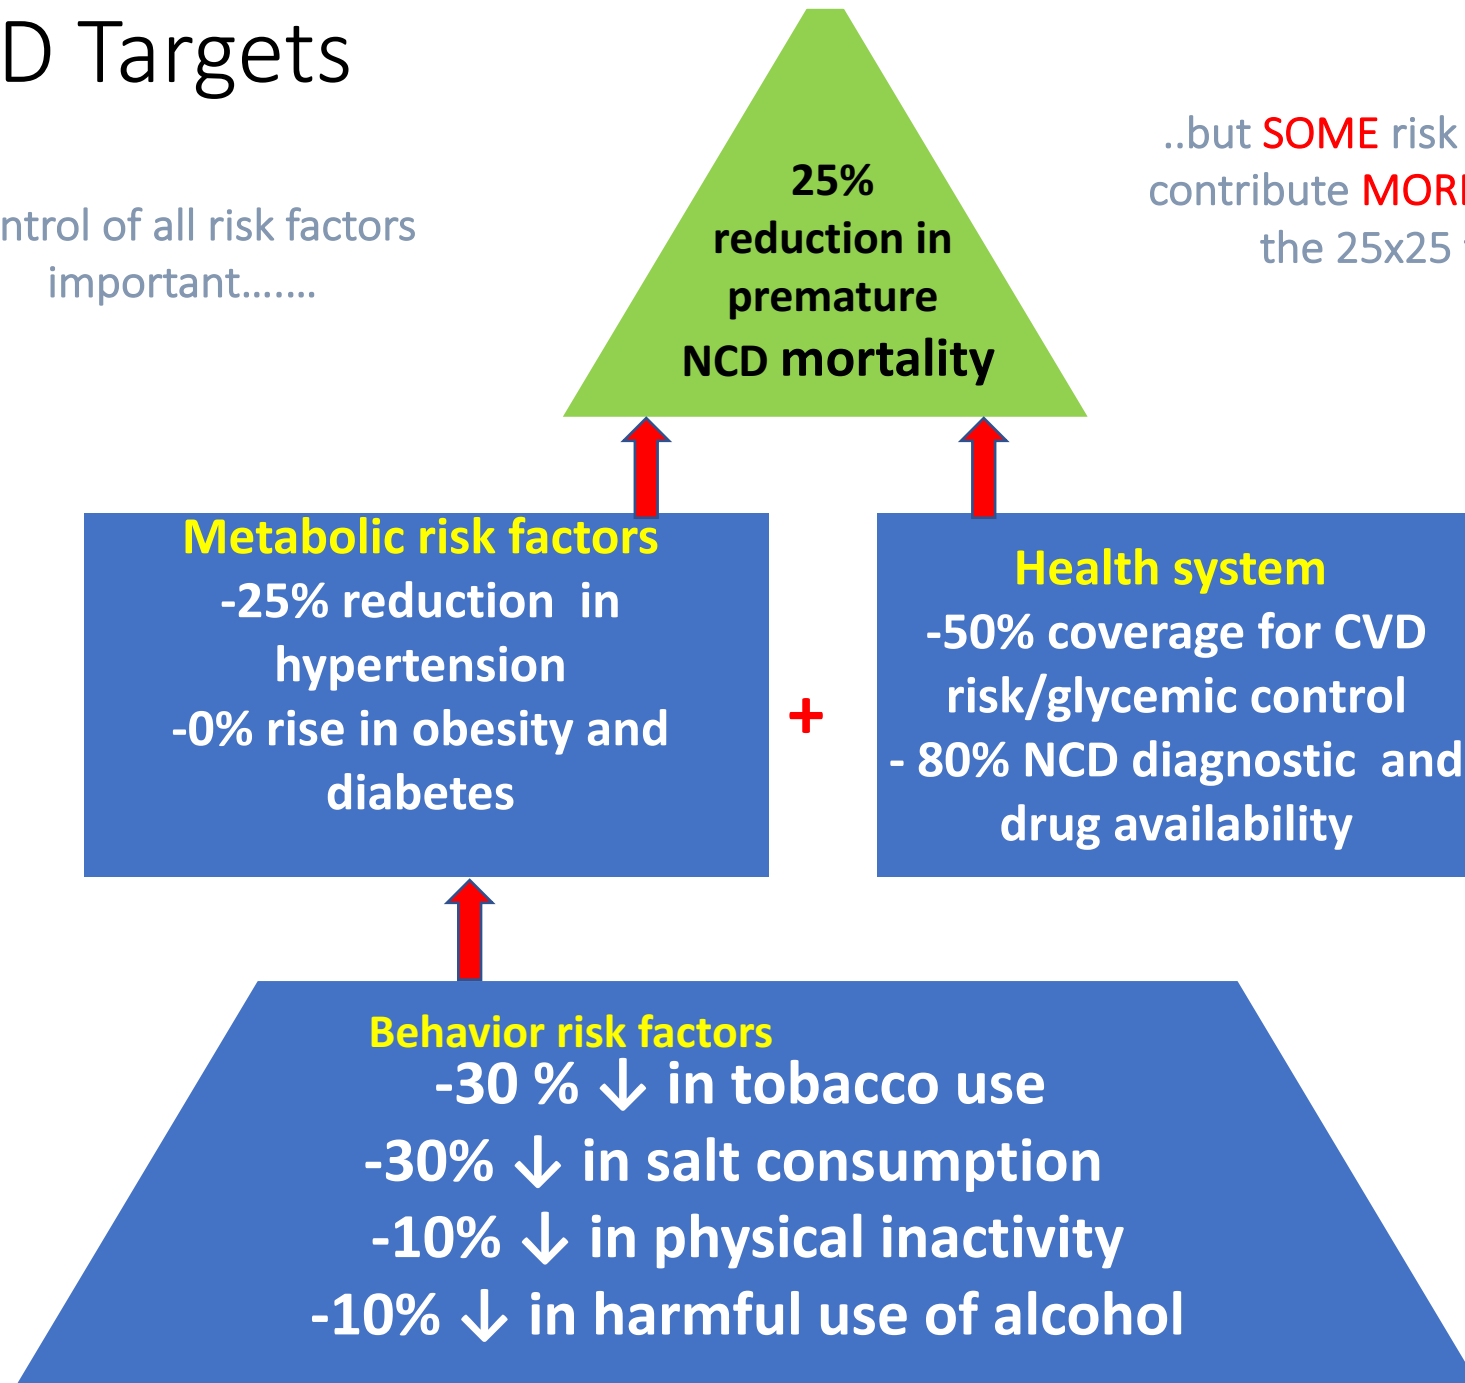 D Targets
ntrol of all risk factors
important…….
..but SOME risk
contribute MOR
the 25x25
25%
reduction in
premature
NCD mortality
Metabolic risk factors
-25% reduction in
hypertension
-0% rise in obesity and
diabetes
+
Health system
-50% coverage for CVD
risk/glycemic control
- 80% NCD diagnostic and
drug availability
Behavior risk factors
-30 % ↓ in tobacco use
-30% ↓ in salt consumption
-10% ↓ in physical inactivity
-10% ↓ in harmful use of alcohol